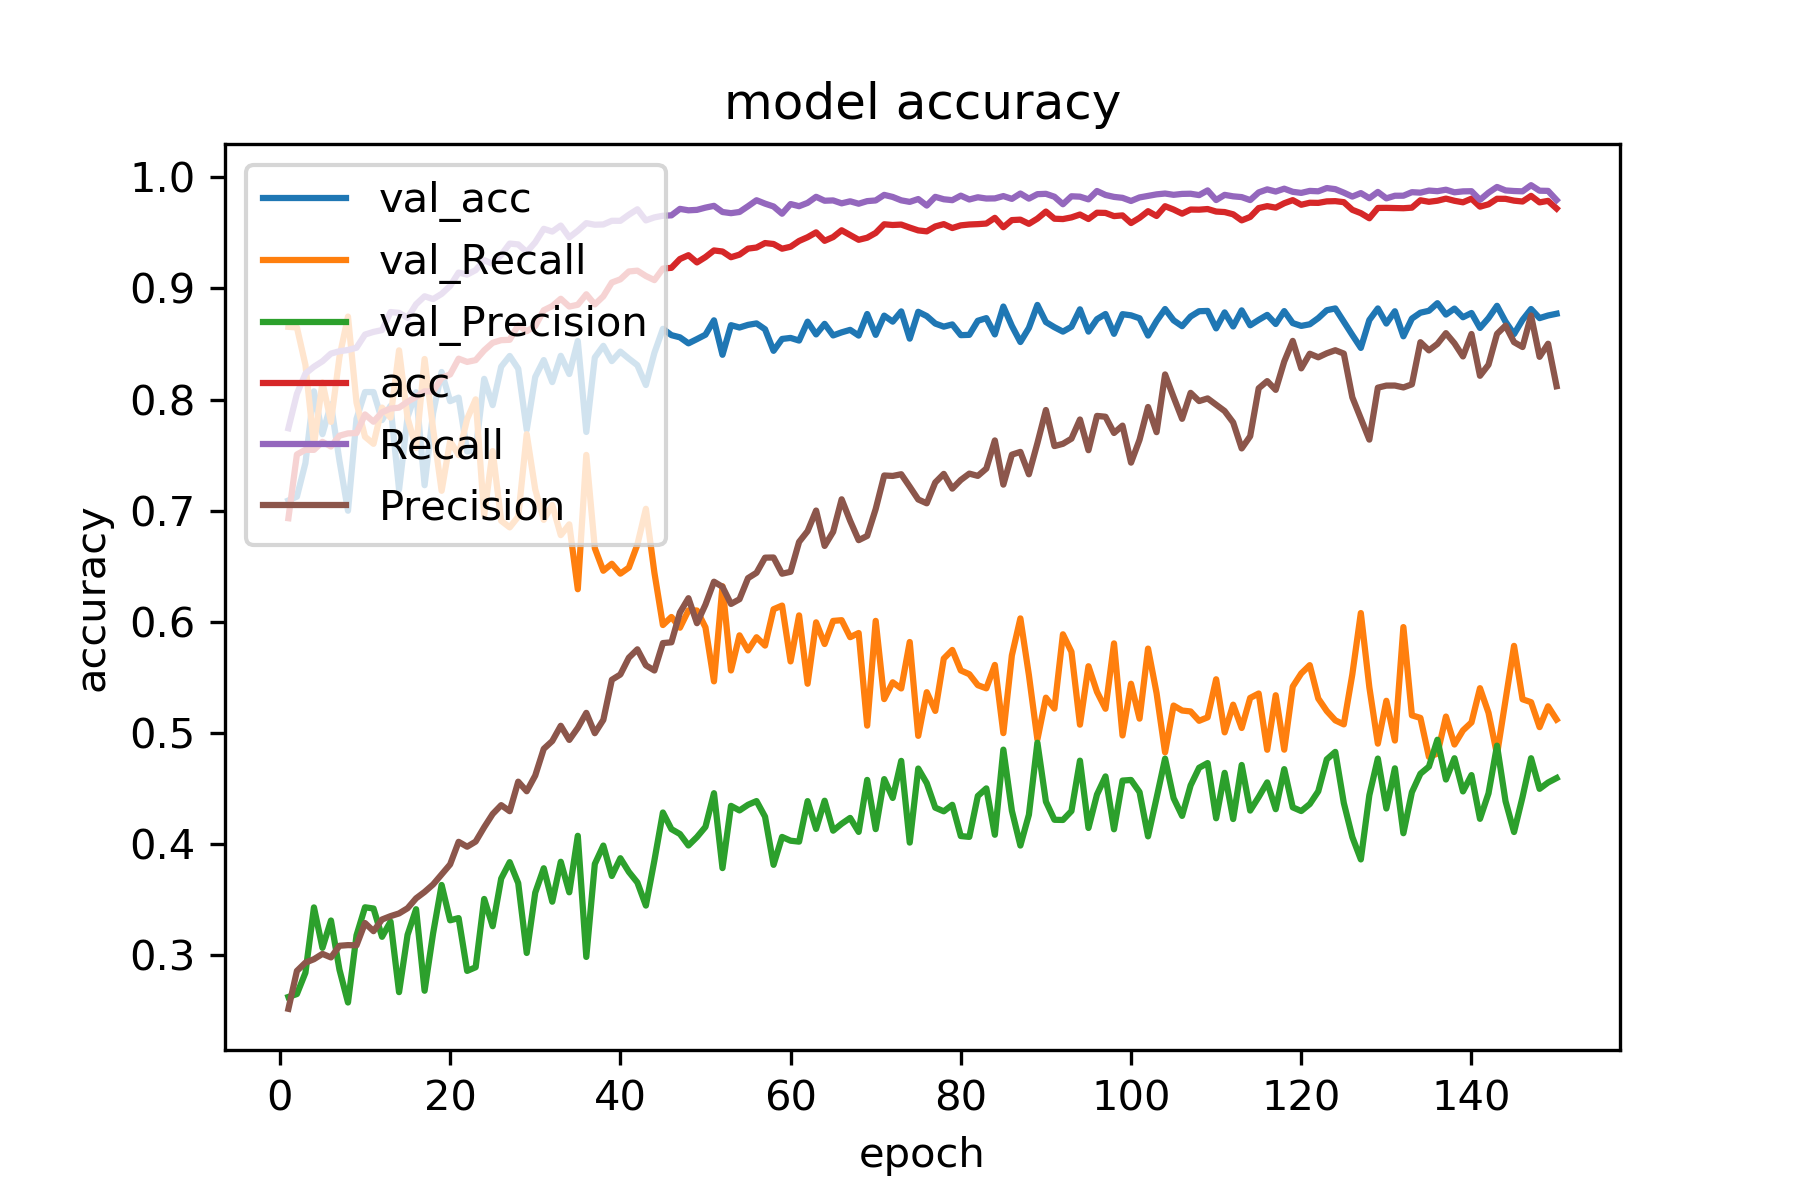 model accuracy
accuracy
1.0
0.9
0.8
0.7
0.6
0.5
0.4
0.3
val_acc
val_Recall
val_Precision
acc
Recall
Precision
0 20 40 60 80 100 120 140
epoch